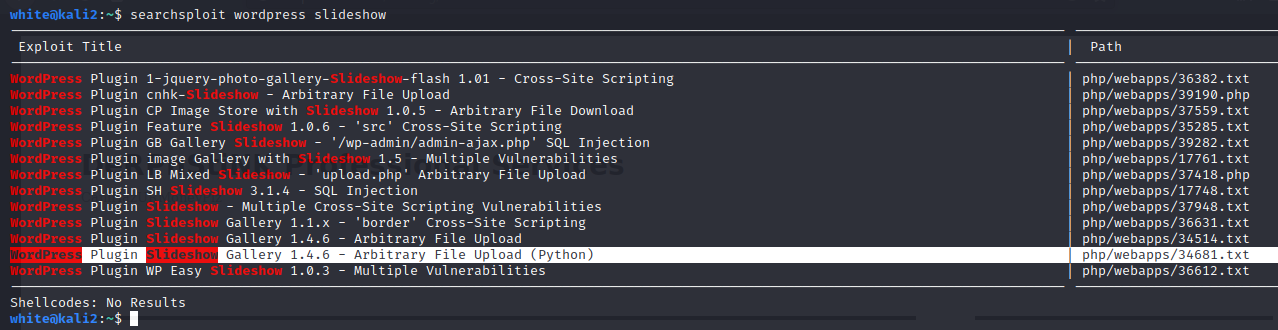 white@kali2:~$ searchsploit wordpress slideshow
Exploit Title | Path
WordPress Plugin 1-jquery-photo-gallery-Slideshow-flash 1.01 - Cross-Site Scripting | php/webapps/36382.txt
WordPress Plugin cnhk-Slideshow - Arbitrary File Upload | php/webapps/39190.php
WordPress Plugin CP Image Store with Slideshow 1.0.5 - Arbitrary File Download | php/webapps/37559.txt
WordPress Plugin Feature Slideshow 1.0.6 - 'src' Cross-Site Scripting | php/webapps/35285.txt
WordPress Plugin GB Gallery Slideshow - '/wp-admin/admin-ajax.php' SQL Injection | php/webapps/39282.txt
WordPress Plugin image Gallery with Slideshow 1.5 - Multiple Vulnerabilities | php/webapps/17761.txt
WordPress Plugin LB Mixed Slideshow - 'upload.php' Arbitrary File Upload | php/webapps/37418.php
WordPress Plugin SH Slideshow 3.1.4 - SQL Injection | php/webapps/17748.txt
WordPress Plugin Slideshow - Multiple Cross-Site Scripting Vulnerabilities | php/webapps/37948.txt
WordPress Plugin Slideshow Gallery 1.1.x - 'border' Cross-Site Scripting | php/webapps/36631.txt
WordPress Plugin Slideshow Gallery 1.4.6 - Arbitrary File Upload | php/webapps/34514.txt
WordPress Plugin Slideshow Gallery 1.4.6 - Arbitrary File Upload (Python) | php/webapps/34681.txt
WordPress Plugin WP Easy Slideshow 1.0.3 - Multiple Vulnerabilities | php/webapps/36612.txt
Shellcodes: No Results
white@kali2:~$